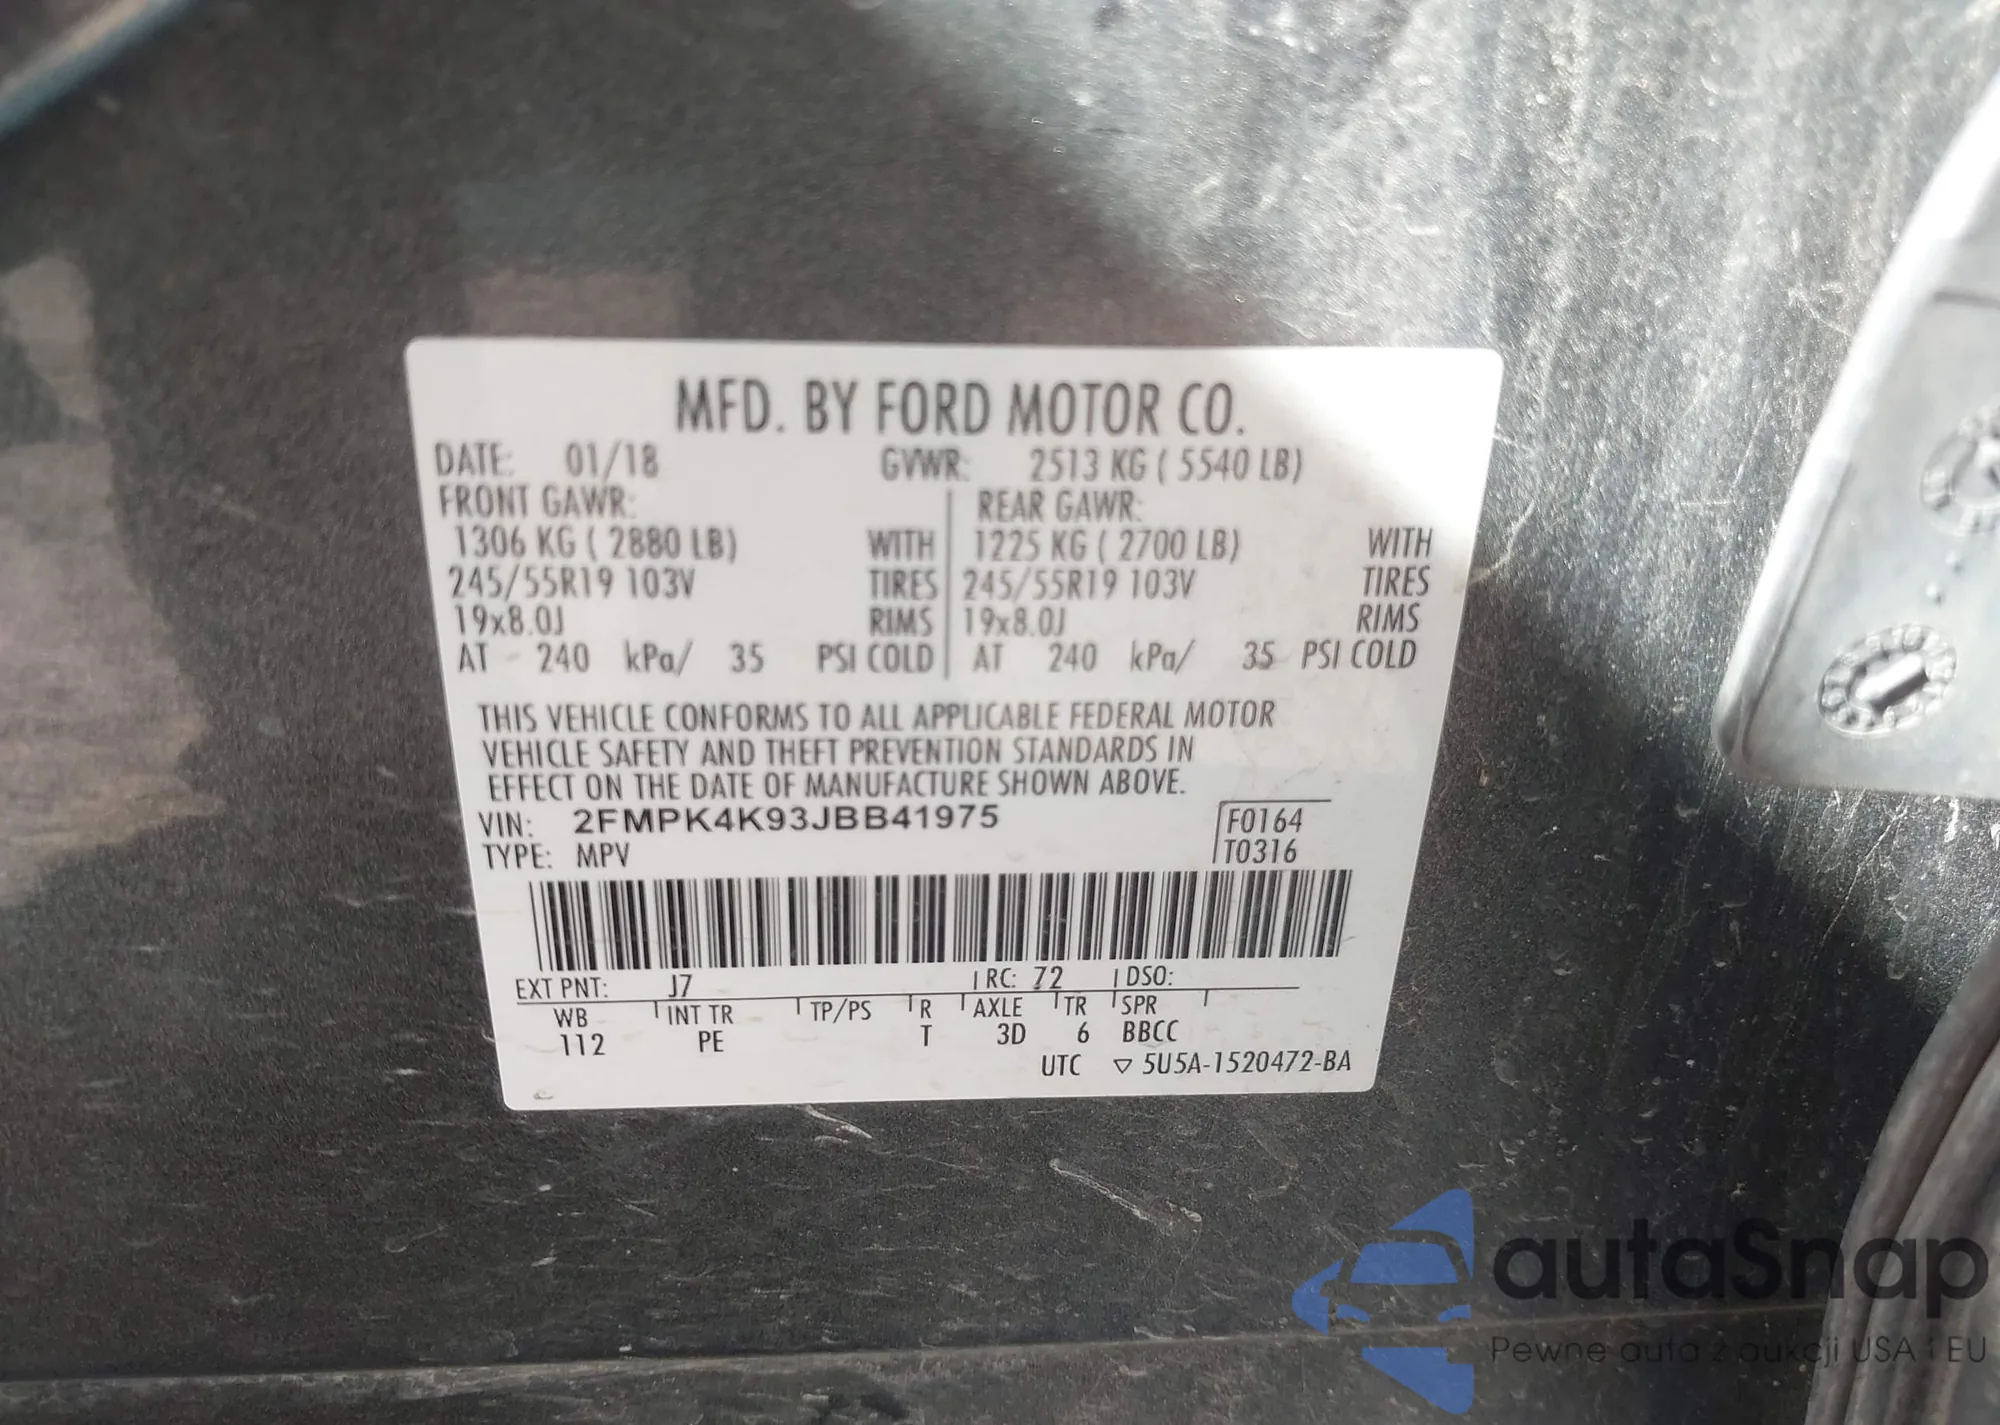 MFD. BY FORD MOTOR CO.
DATE: 01/18 GVWR: 2513 KG ( 5540 LB)
FRONT GAWR: REAR GAWR:
1306 KG ( 2880 LB) WITH 1225 KG ( 2700 LB) WITH
245/55R19 103V TIRES 245/55R19 103V TIRES
19x8.0J RIMS 19x8.0J RIMS
AT 240 kPa/ 35 PSI COLD AT 240 kPa/ 35 PSI COLD
THIS VEHICLE CONFORMS TO ALL APPLICABLE FEDERAL MOTOR
VEHICLE SAFETY AND THEFT PREVENTION STANDARDS IN
EFFECT ON THE DATE OF MANUFACTURE SHOWN ABOVE.
VIN: 2FMPK4K93JBB41975 F0164
TYPE: MPV T0316
EXT PNT: J7 RC: 72 DSO:
WB INT TR TP/PS R AXLE TR SPR
112 PE T 3D 6 BBCC
UTC ▽ 5U5A-1520472-BA
autaSnap
Pewne auta z aukcji USA i EU